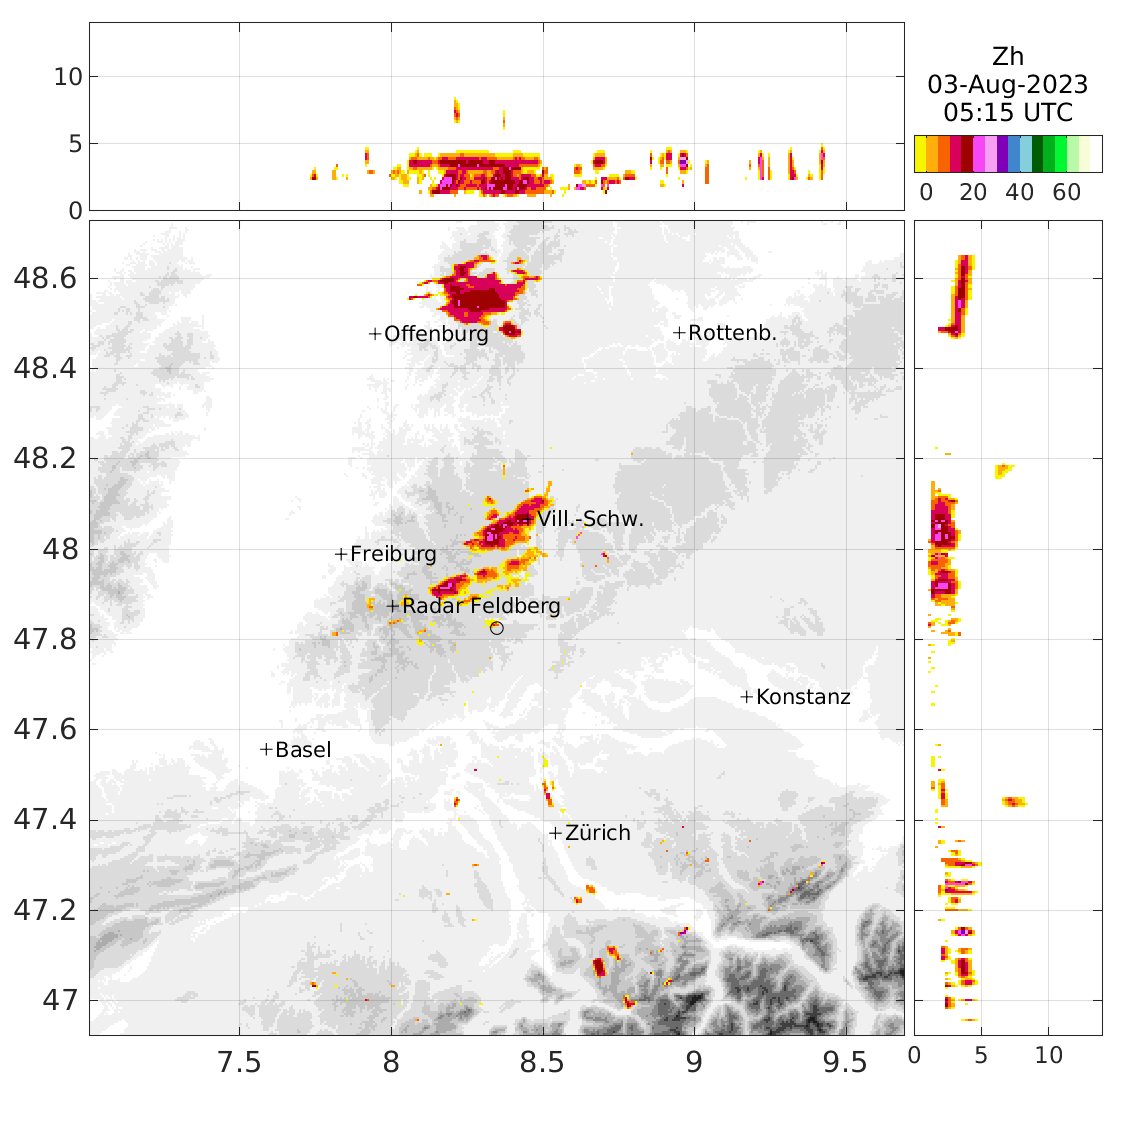 Zh
03-Aug-2023
05:15 UTC
10
5
0
0 20 40 60
48.6
48.4
48.2
48
47.8
47.6
47.4
47.2
47
Offenburg
Rottenb.
Vill.-Schw.
Freiburg
Radar Feldberg
Konstanz
Basel
Zürich
7.5 8 8.5 9 9.5
0 5 10